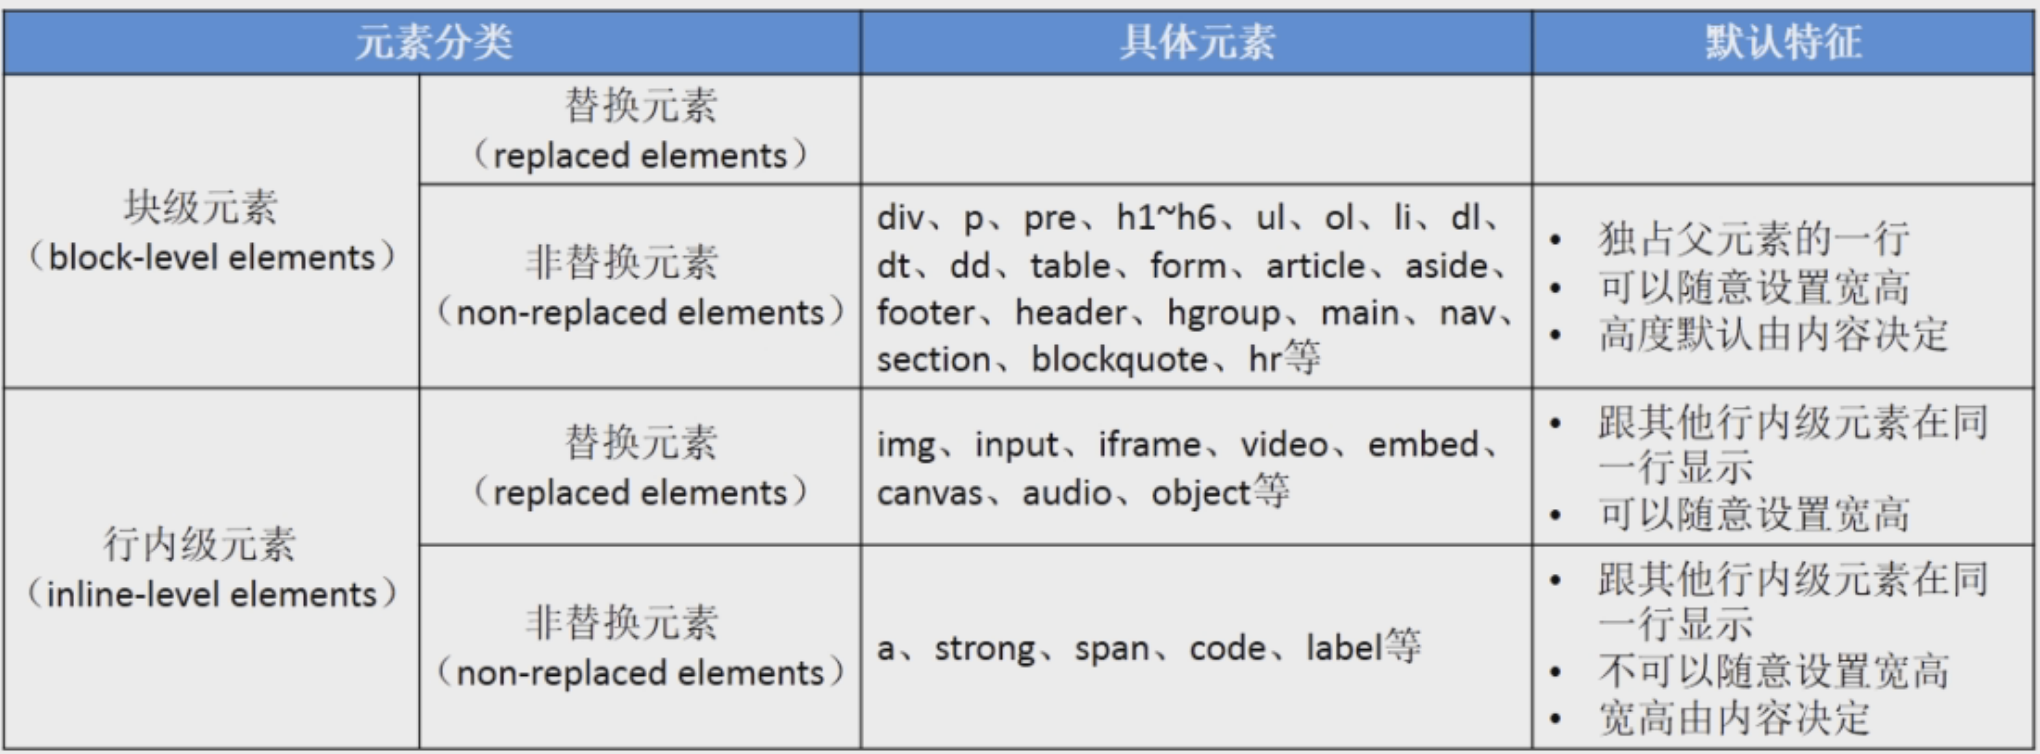 元素分类
具体元素
默认特征
块级元素
（block-level elements）
替换元素
（replaced elements）
非替换元素
（non-replaced elements）
div、p、pre、h1~h6、ul、ol、li、dl、
dt、dd、table、form、article、aside、
footer、header、hgroup、main、nav、
section、blockquote、hr等
• 独占父元素的一行
• 可以随意设置宽高
• 高度默认由内容决定
行内级元素
（inline-level elements）
替换元素
（replaced elements）
img、input、iframe、video、embed、
canvas、audio、object等
• 跟其他行内级元素在同
一行显示
• 可以随意设置宽高
非替换元素
（non-replaced elements）
a、strong、span、code、label等
• 跟其他行内级元素在同
一行显示
• 不可以随意设置宽高
• 宽高由内容决定